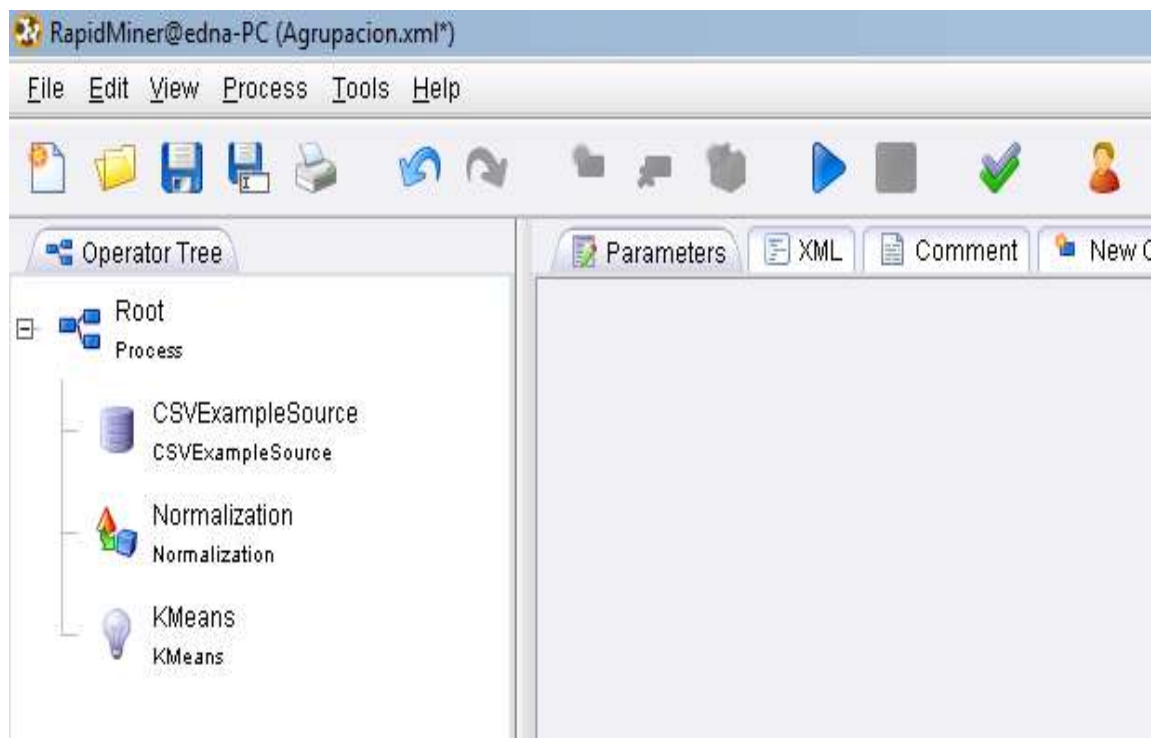 RapidMiner@edna-PC (Agrupacion.xml*)
File Edit View Process Tools Help
Operator Tree
Parameters XML Comment New
Root
Process
CSVExampleSource
CSVExampleSource
Normalization
Normalization
KMeans
KMeans